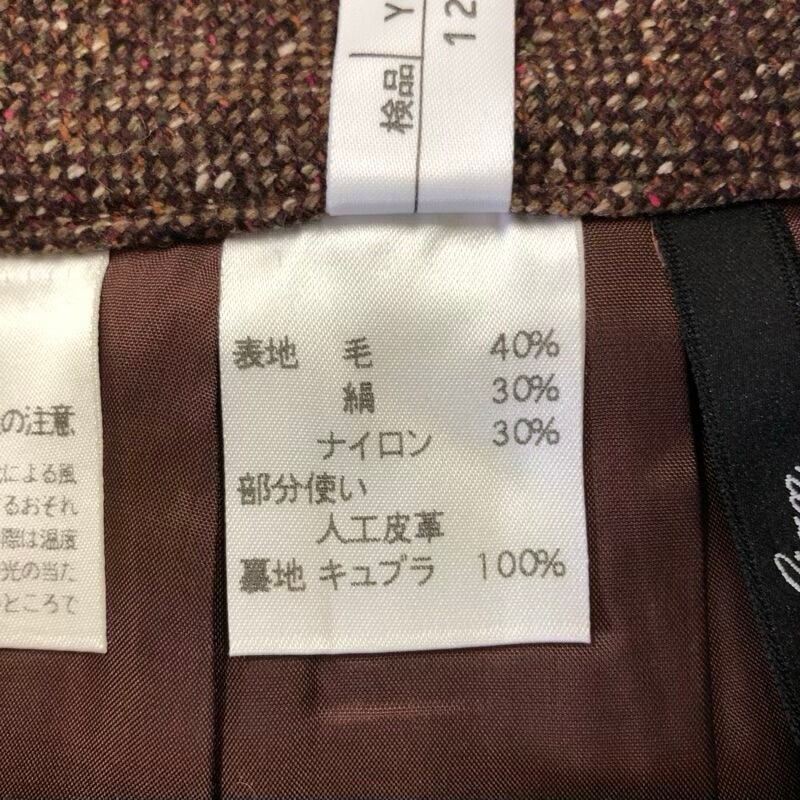 検品
Y
12
表地 毛 40%
絹 30%
ナイロン 30%
部分使い
人工皮革
裏地 キュプラ 100%
の注意
による風
るおそれ
際は温度
光の当た
ところで